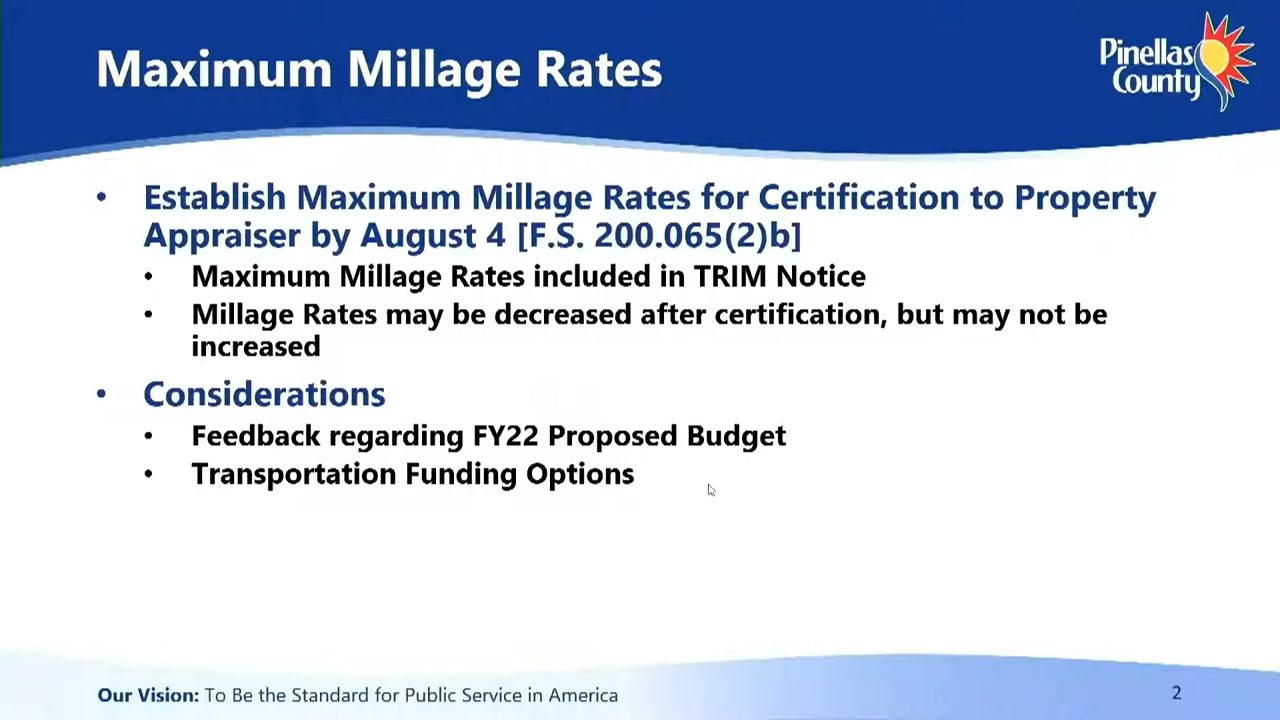 Maximum Millage Rates
Pinellas
County
• Establish Maximum Millage Rates for Certification to Property
Appraiser by August 4 [F.S. 200.065(2)b]
• Maximum Millage Rates included in TRIM Notice
• Millage Rates may be decreased after certification, but may not be
increased
• Considerations
• Feedback regarding FY22 Proposed Budget
• Transportation Funding Options
Our Vision: To Be the Standard for Public Service in America
2